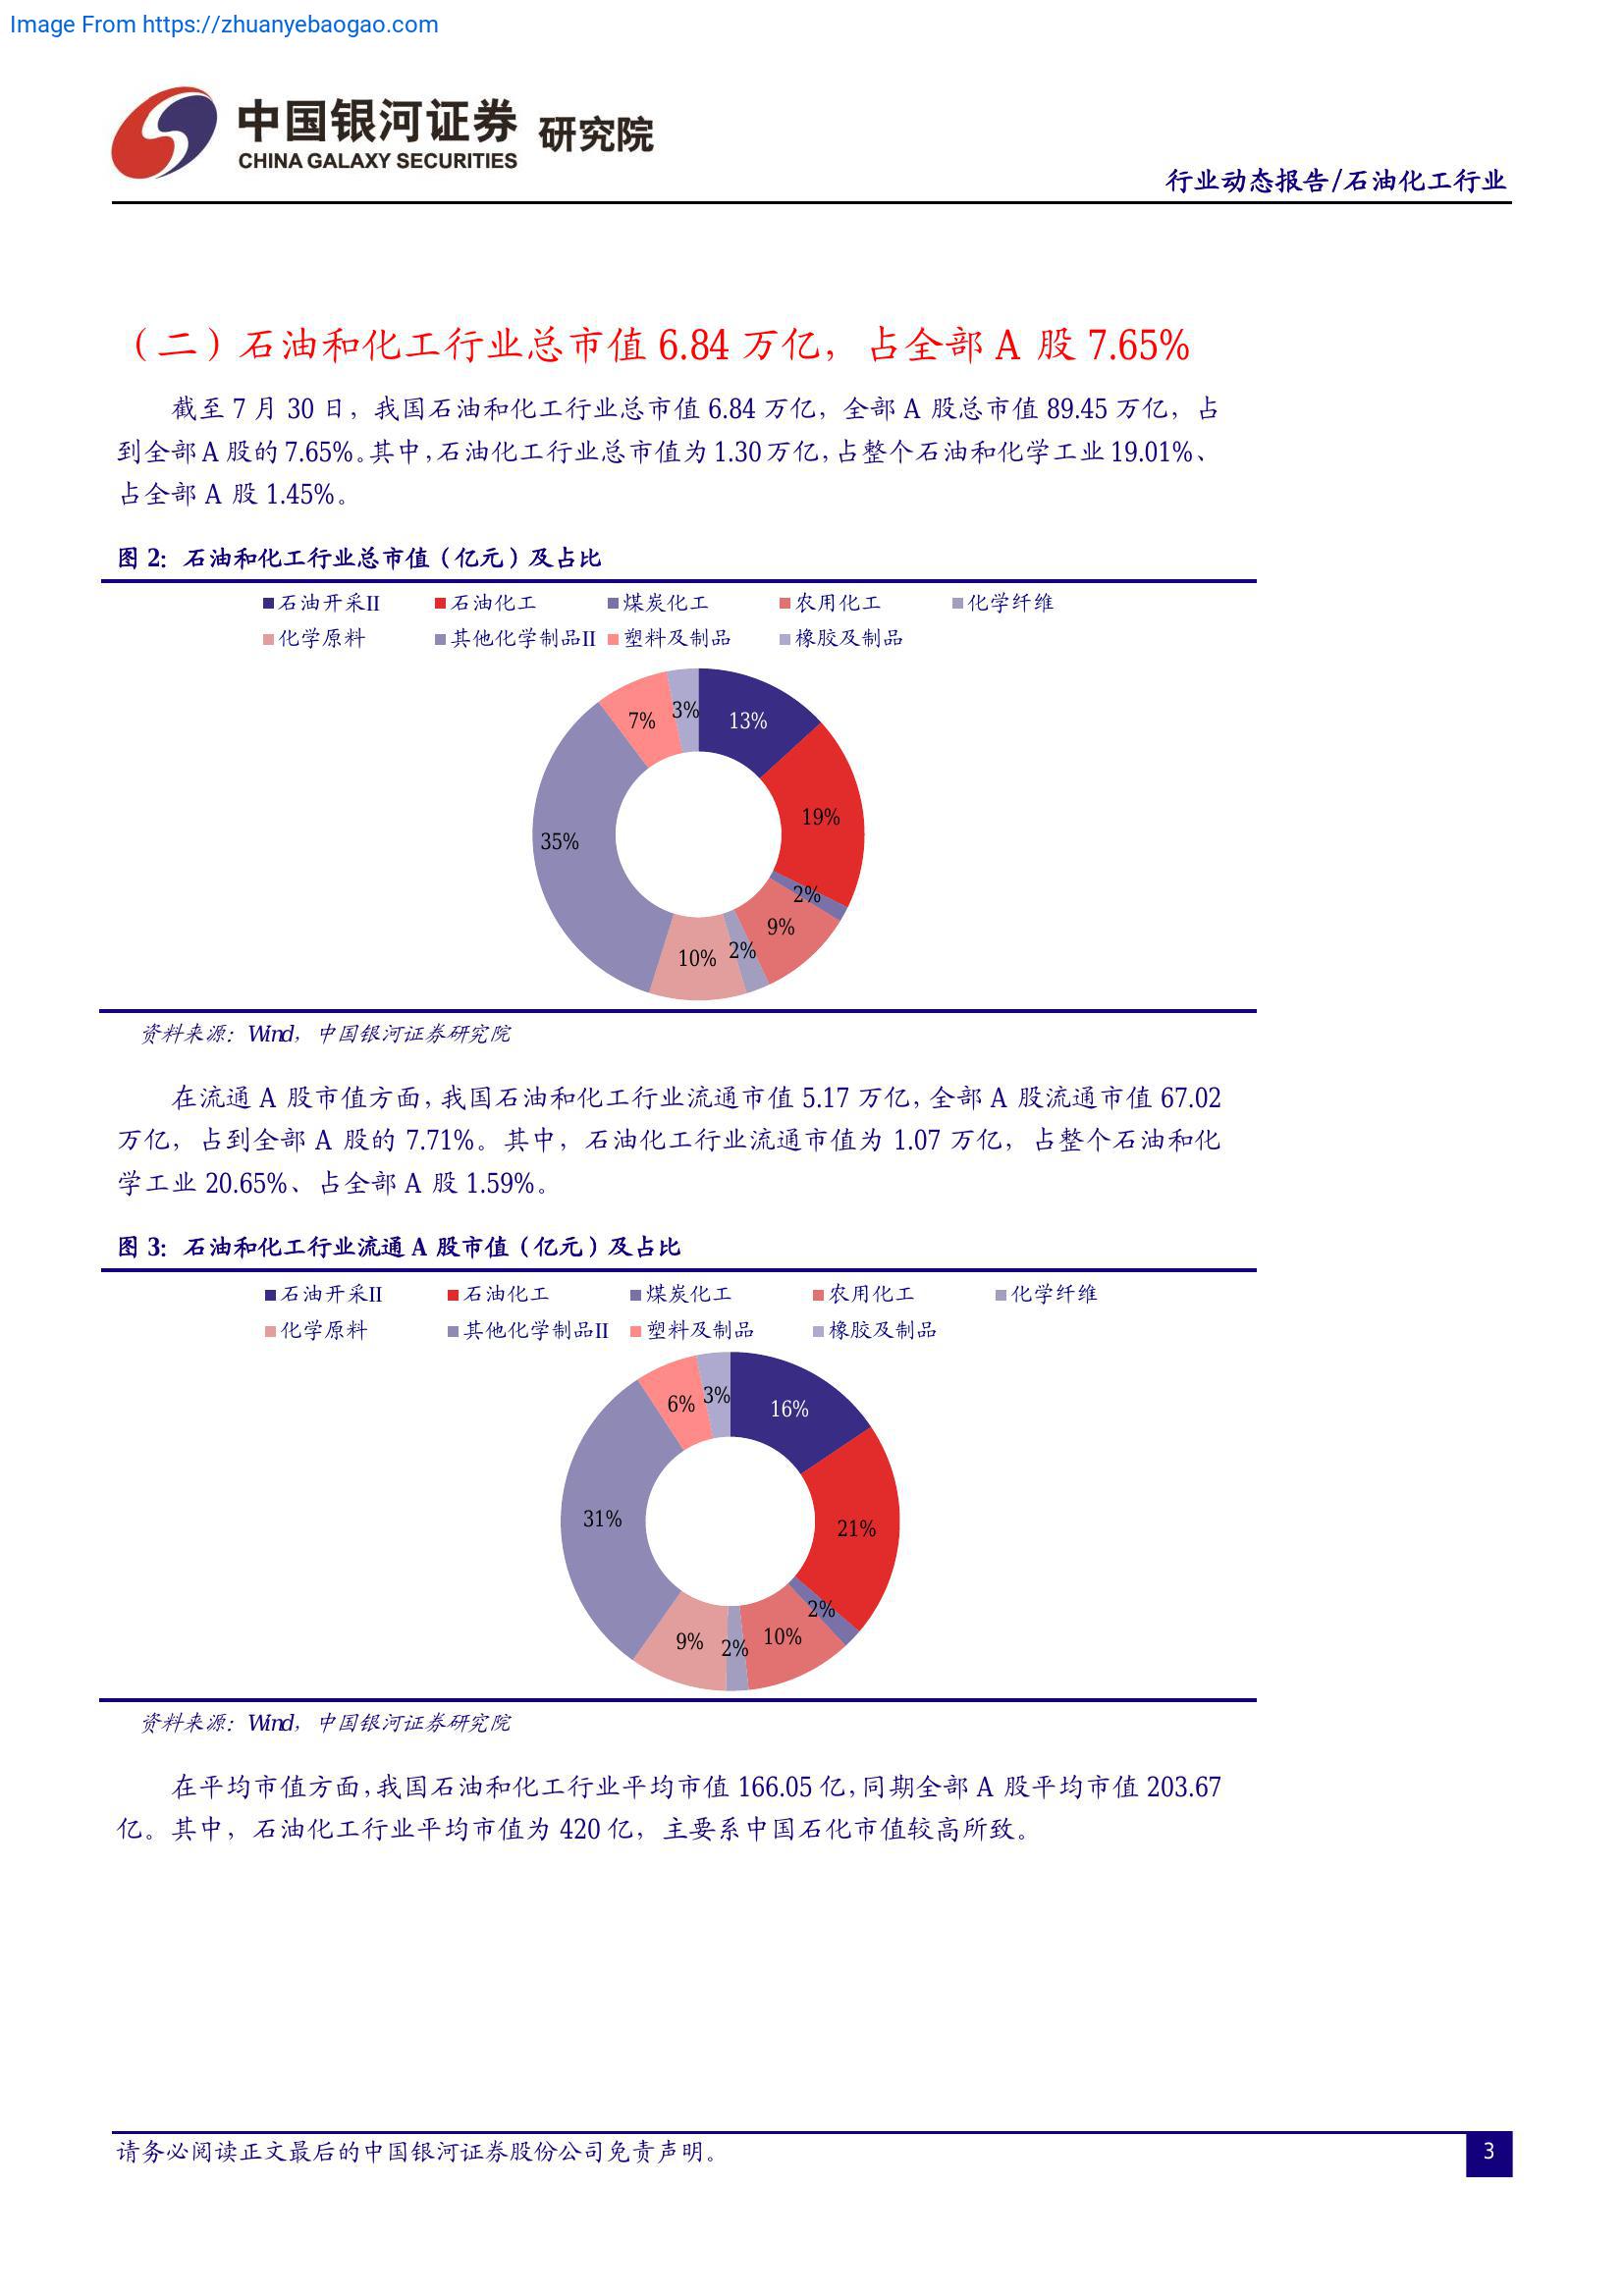 Image From https://zhuanyebaogao.com
中国银河证券 研究院
CHINA GALAXY SECURITIES
行业动态报告/石油化工行业
（二）石油和化工行业总市值 6.84 万亿，占全部 A 股 7.65%
截至 7 月 30 日，我国石油和化工行业总市值 6.84 万亿，全部 A 股总市值 89.45 万亿，占
到全部 A 股的 7.65%。其中，石油化工行业总市值为 1.30 万亿，占整个石油和化学工业 19.01%、
占全部 A 股 1.45%。
图 2：石油和化工行业总市值（亿元）及占比
石油开采II 石油化工 煤炭化工 农用化工 化学纤维
化学原料 其他化学制品II 塑料及制品 橡胶及制品
3%
7%
13%
19%
35%
2%
9%
2%
10%
资料来源：Wind，中国银河证券研究院
在流通 A 股市值方面，我国石油和化工行业流通市值 5.17 万亿，全部 A 股流通市值 67.02
万亿，占到全部 A 股的 7.71%。其中，石油化工行业流通市值为 1.07 万亿，占整个石油和化
学工业 20.65%、占全部 A 股 1.59%。
图 3：石油和化工行业流通 A 股市值（亿元）及占比
石油开采II 石油化工 煤炭化工 农用化工 化学纤维
化学原料 其他化学制品II 塑料及制品 橡胶及制品
3%
6%
16%
31%
21%
2%
10%
9%
2%
资料来源：Wind，中国银河证券研究院
在平均市值方面，我国石油和化工行业平均市值 166.05 亿，同期全部 A 股平均市值 203.67
亿。其中，石油化工行业平均市值为 420 亿，主要系中国石化市值较高所致。
请务必阅读正文最后的中国银河证券股份公司免责声明。
3